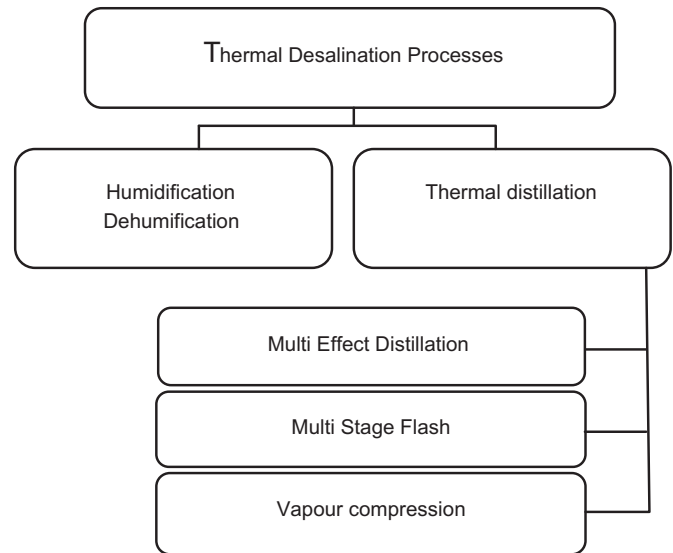 Thermal Desalination Processes
Humidification
Dehumification
Thermal distillation
Multi Effect Distillation
Multi Stage Flash
Vapour compression